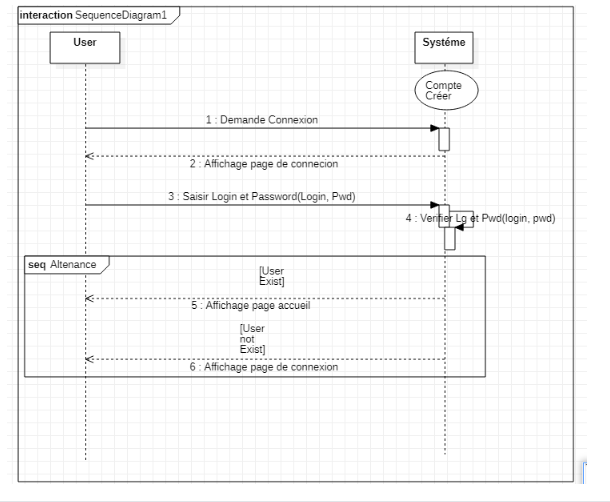 interaction SequenceDiagram1
User
Systéme
Compte
Créer
1 : Demande Connexion
2 : Affichage page de connecion
3 : Saisir Login et Password(Login, Pwd)
4 : Verifier Lg et Pwd(login, pwd)
seq Altenance
[User
Exist]
5 : Affichage page accueil
[User
not
Exist]
6 : Affichage page de connexion